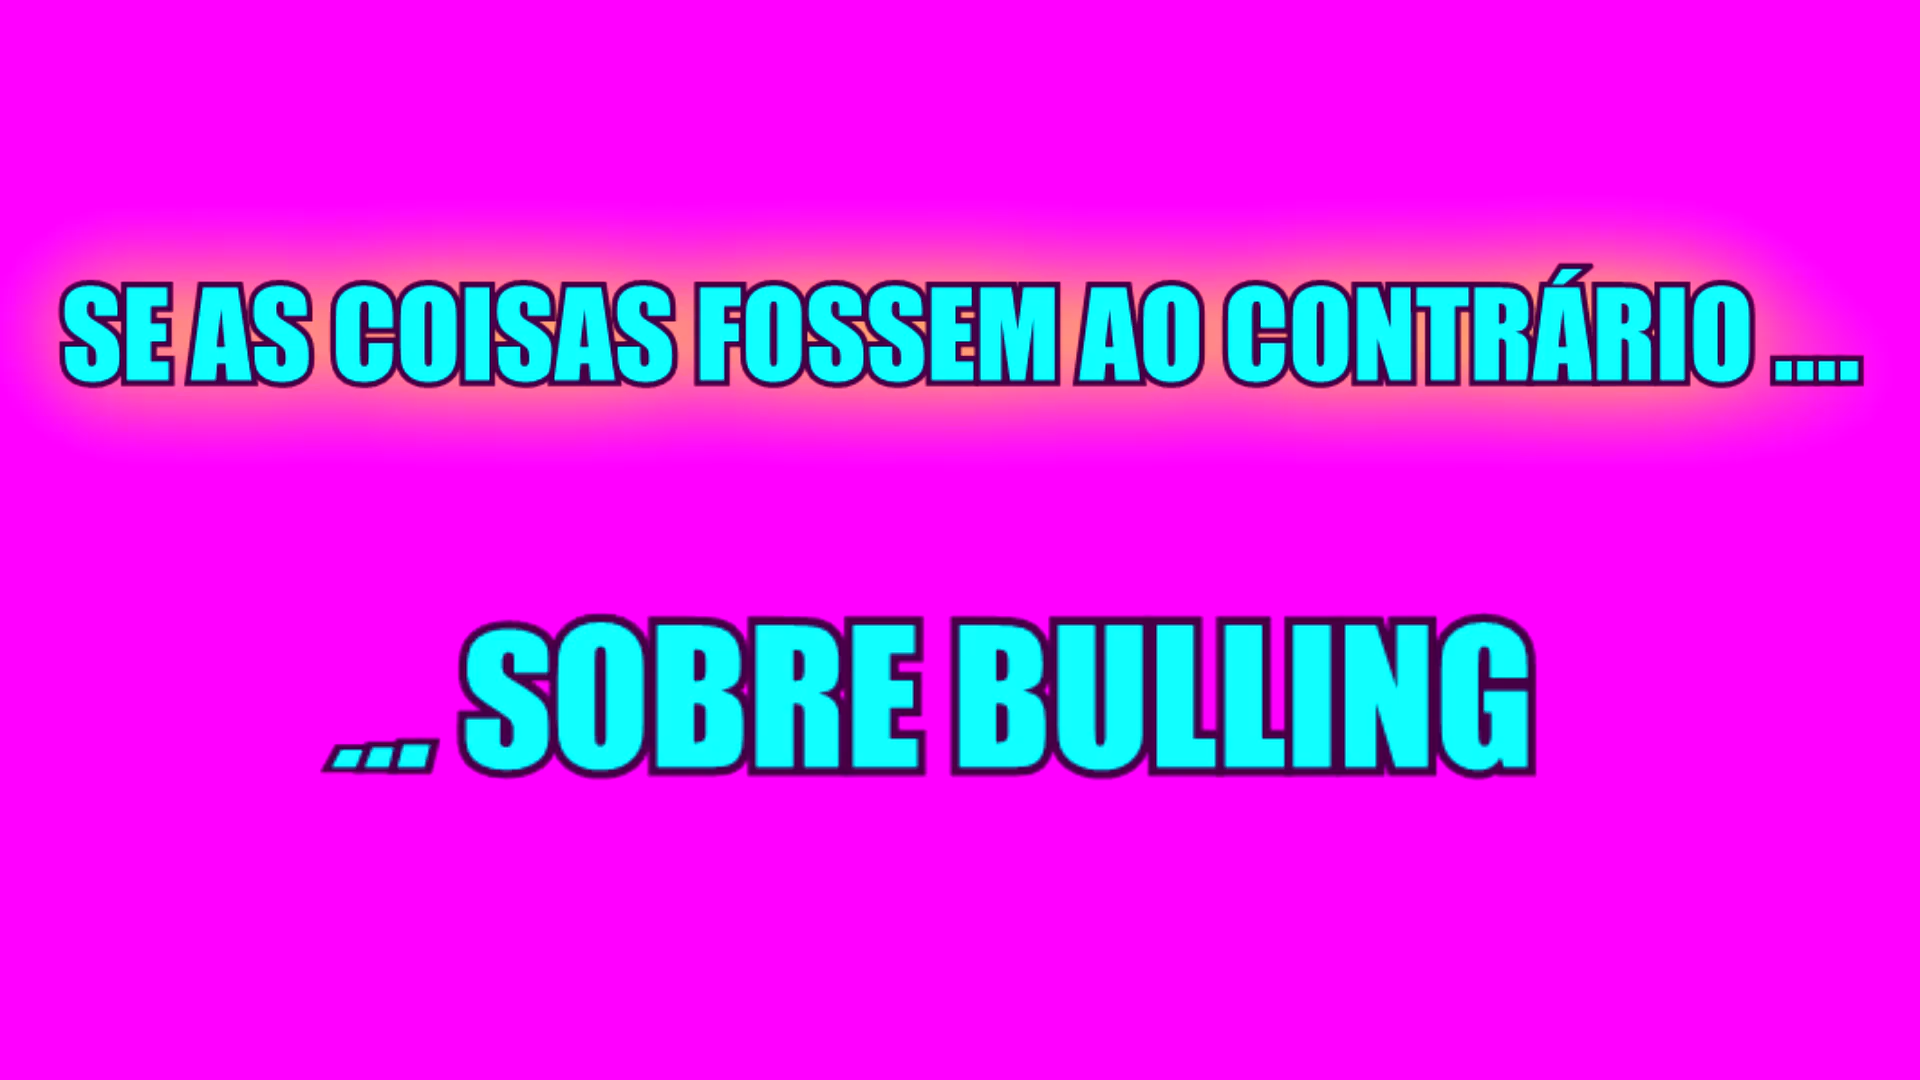 SE AS COISAS FOSSEM AO CONTRÁRIO ....
... SOBRE BULLING